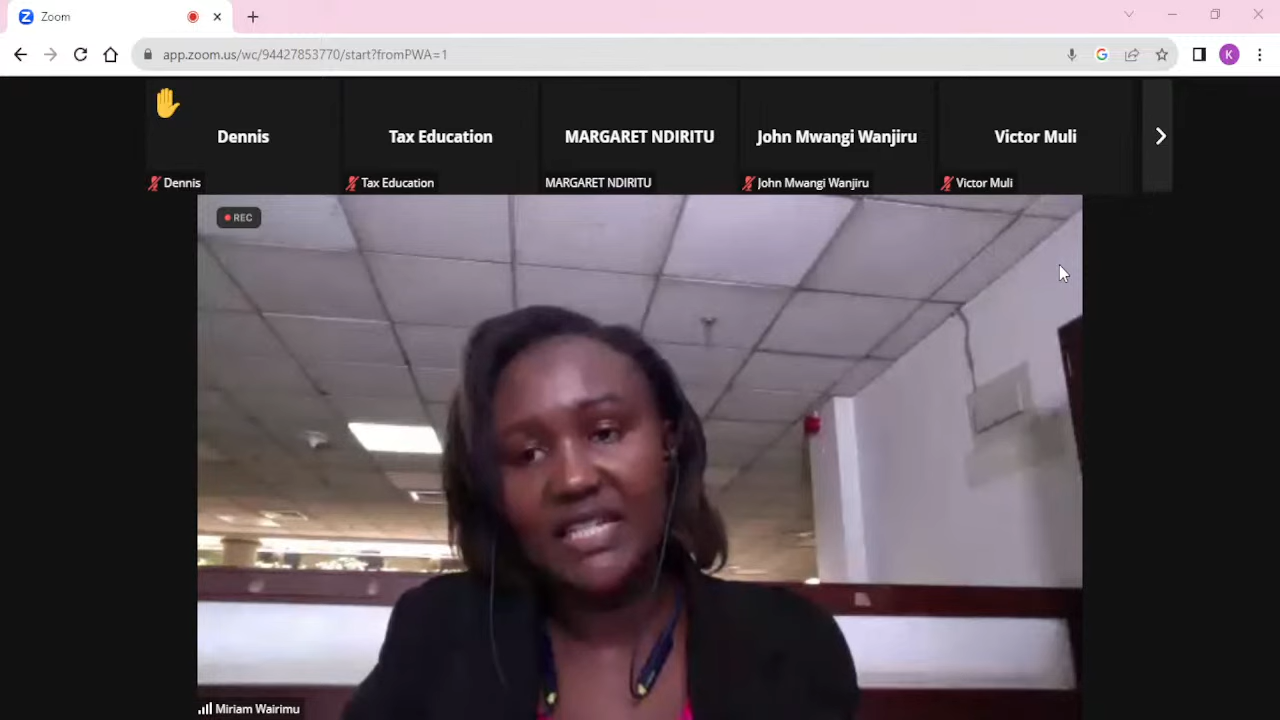 Zoom
app.zoom.us/wc/94427853770/start?fromPWA=1
K
Dennis
Tax Education
MARGARET NDIRITU
John Mwangi Wanjiru
Victor Muli
Dennis
Tax Education
MARGARET NDIRITU
John Mwangi Wanjiru
Victor Muli
REC
Miriam Wairimu